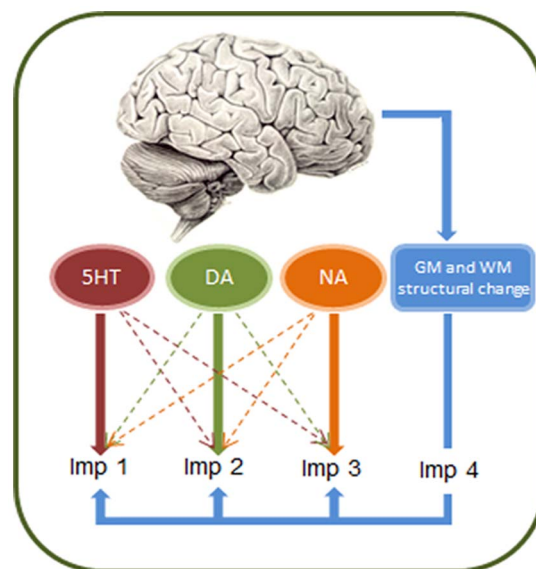 5HT
DA
NA
GM and WM
structural change
Imp 1
Imp 2
Imp 3
Imp 4